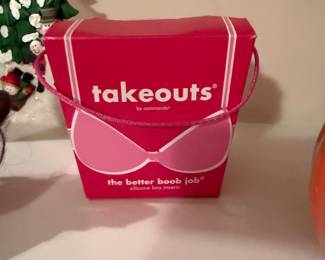 takeouts®
by commando®
the better boob job®
silicone bra inserts